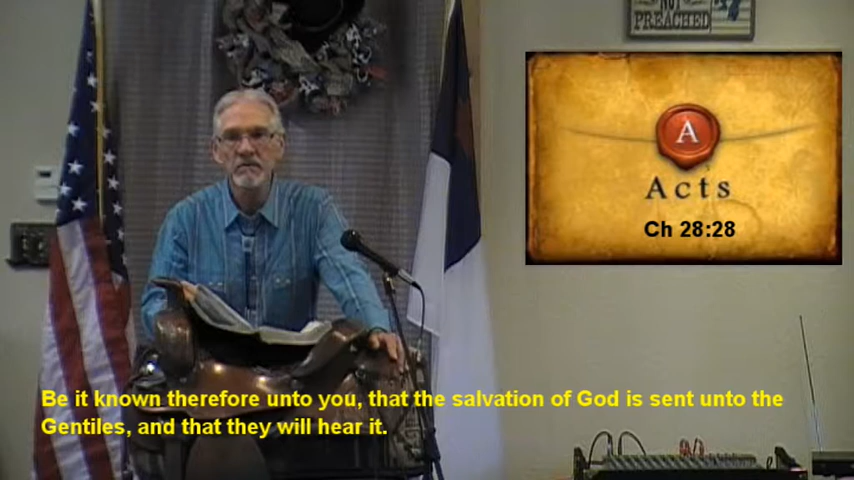 NOT
PREACHED
A
Acts
Ch 28:28
Be it known therefore unto you, that the salvation of God is sent unto the
Gentiles, and that they will hear it.